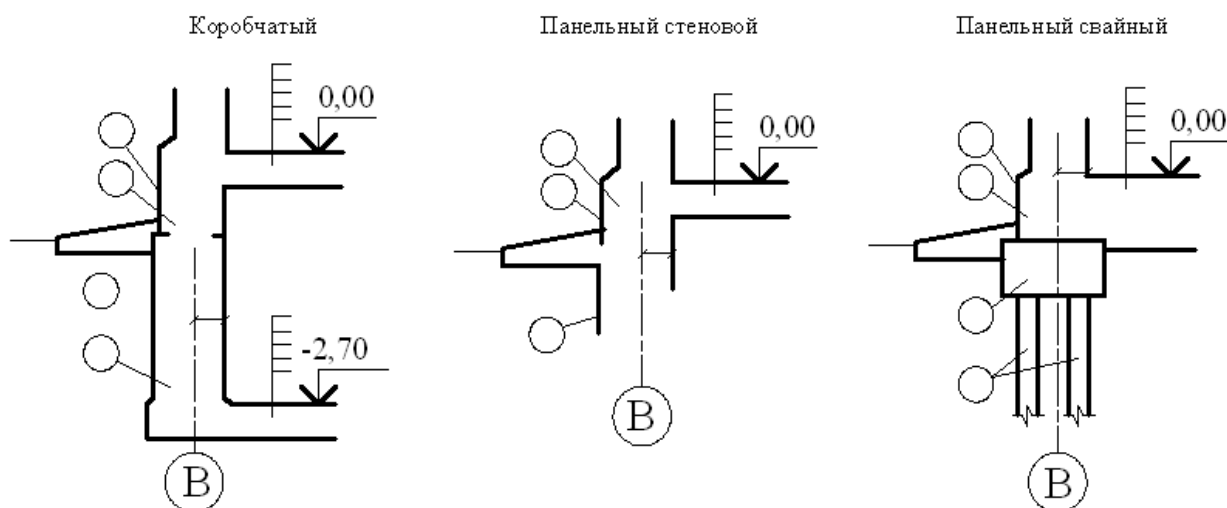 Коробчатый
Панельный стеновой
Панельный свайный
0,00
0,00
0,00
-2,70
В
В
В